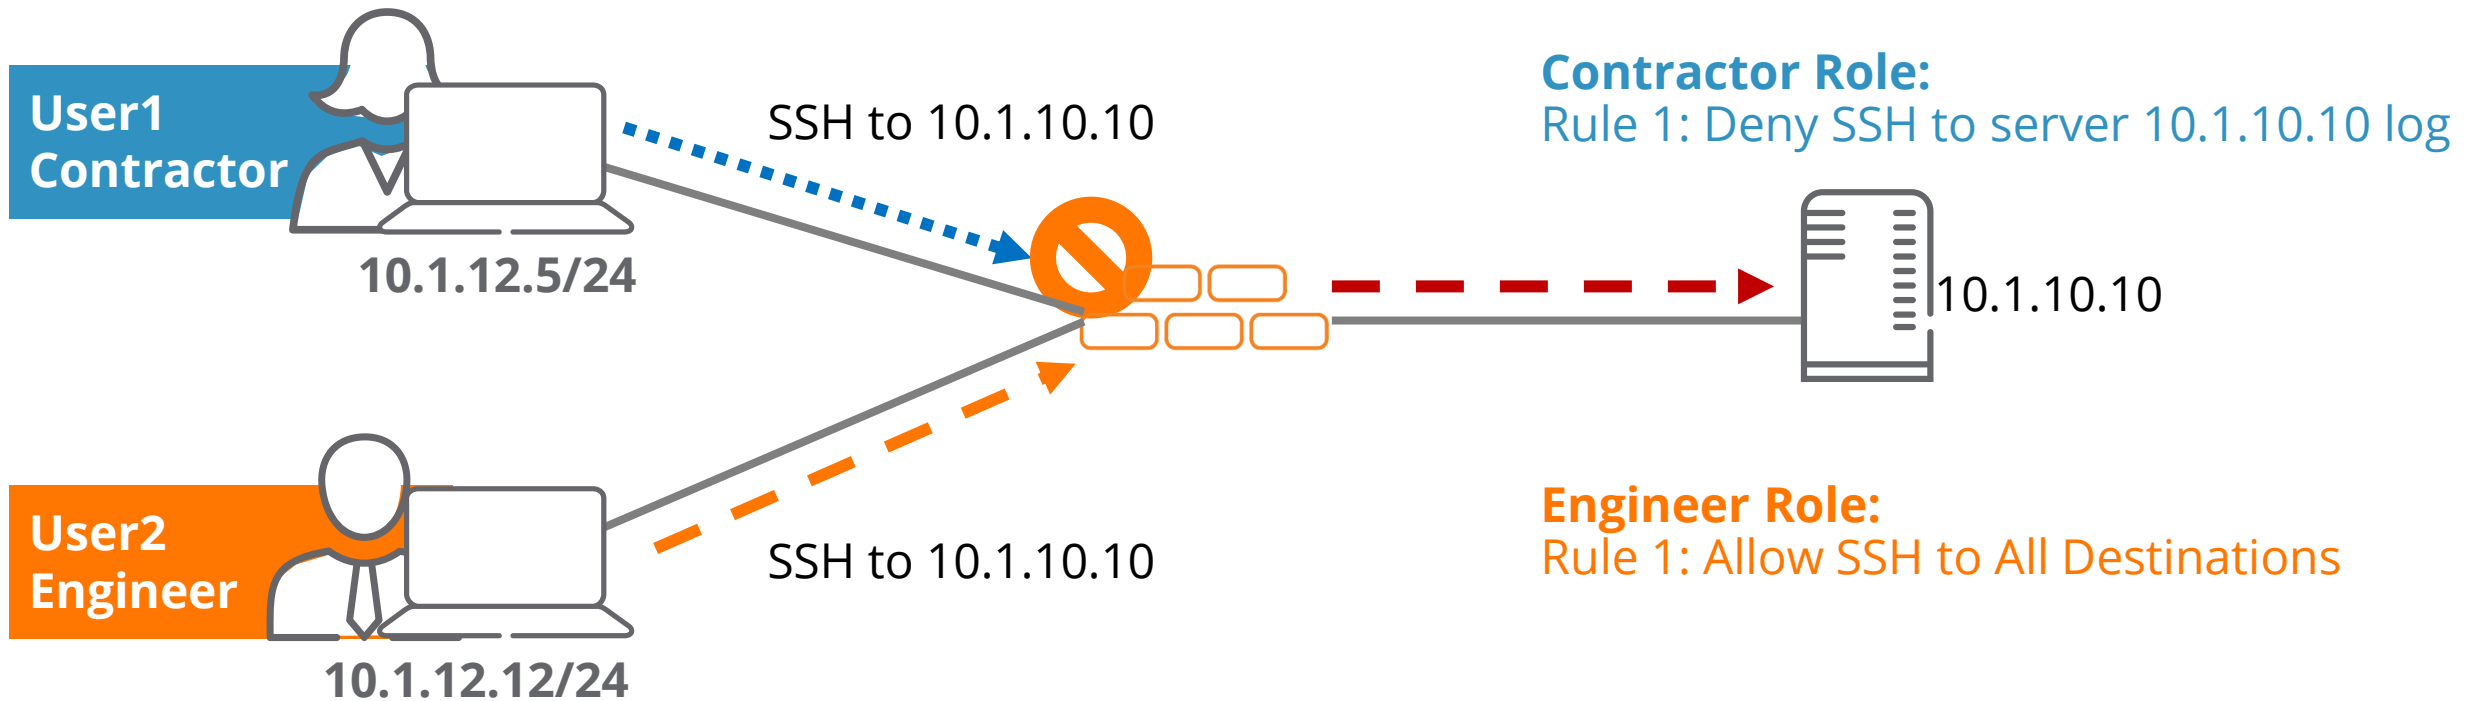 User1
Contractor
10.1.12.5/24
SSH to 10.1.10.10
Contractor Role:
Rule 1: Deny SSH to server 10.1.10.10 log
10.1.10.10
User2
Engineer
10.1.12.12/24
SSH to 10.1.10.10
Engineer Role:
Rule 1: Allow SSH to All Destinations